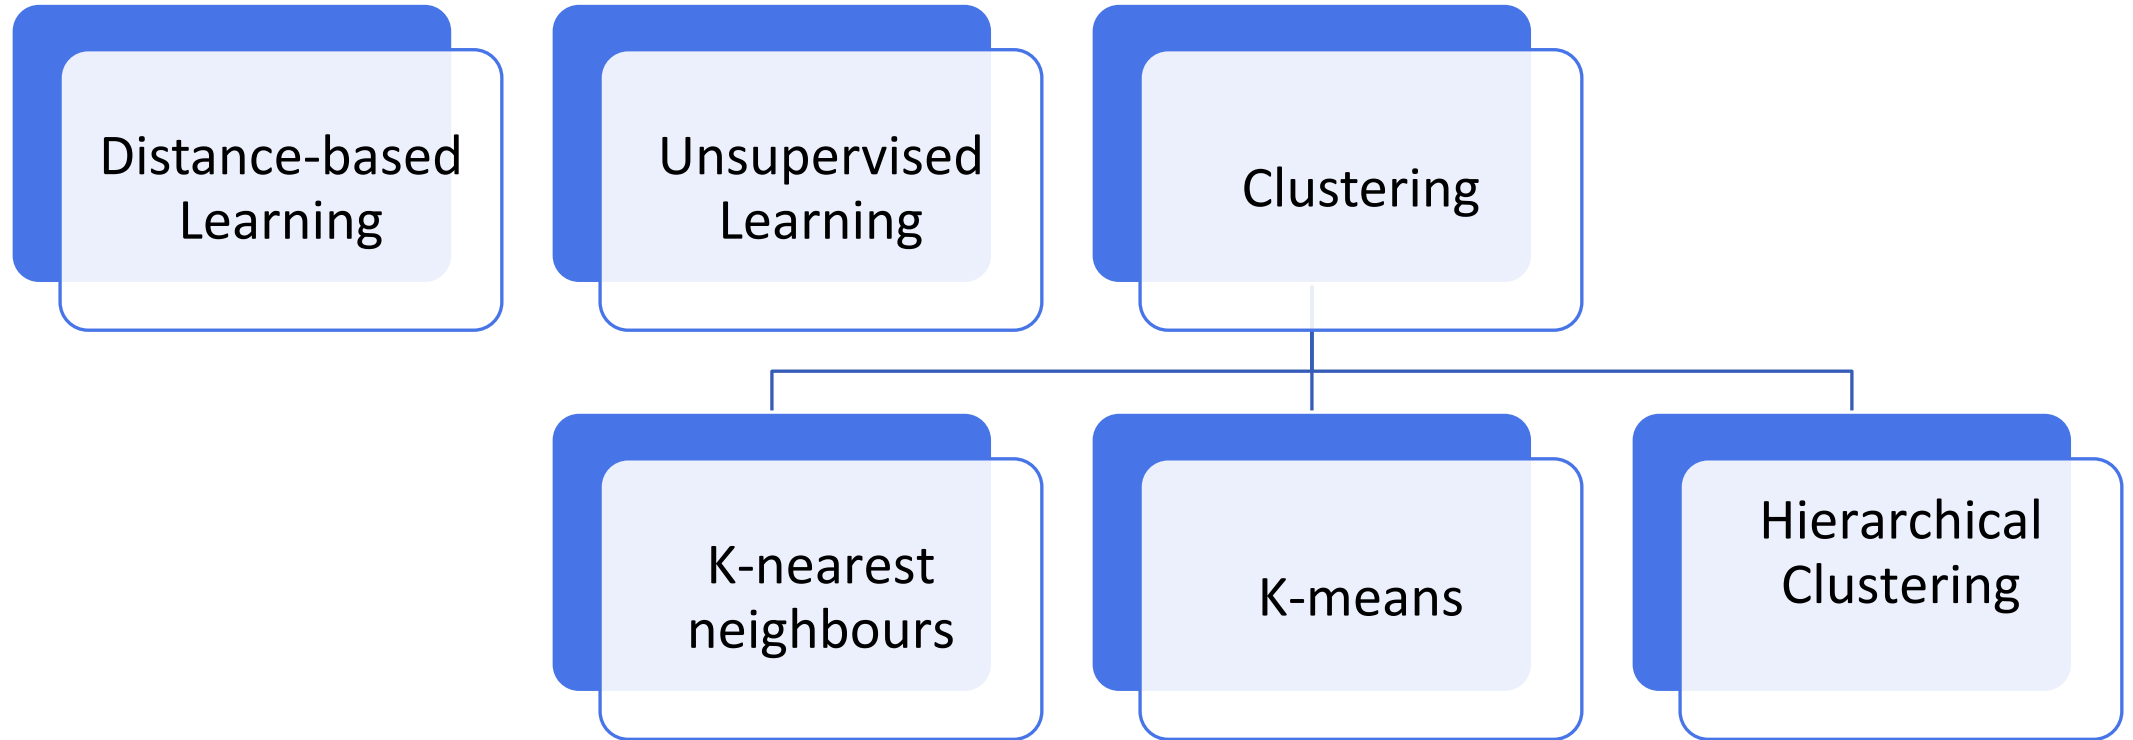 Distance-based
Learning
Unsupervised
Learning
Clustering
K-nearest
neighbours
K-means
Hierarchical
Clustering